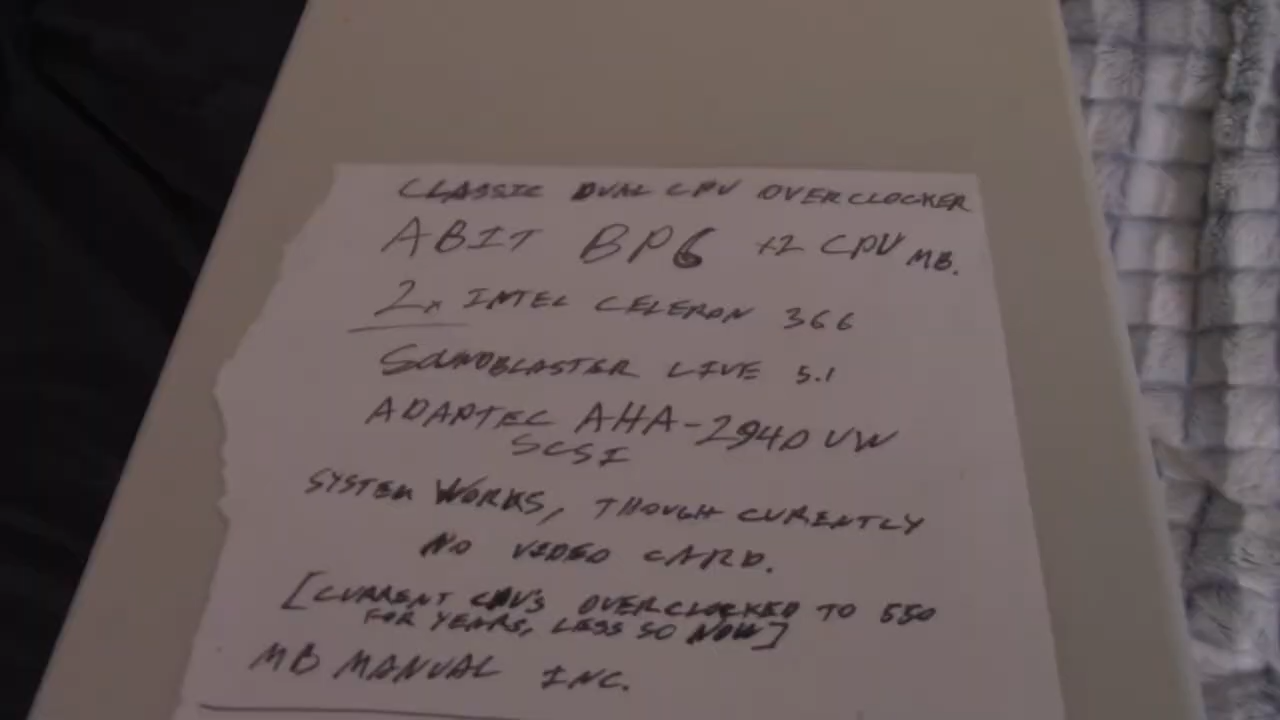 CLASSIC DUAL CPU OVERCLOCKER
ABIT BP6 +2 CPU MB.
2x INTEL CELERON 366
SOUNDBLASTER LIVE 5.1
ADAPTEC AHA-2940 UW
SCSI
SYSTEM WORKS, THOUGH CURENTLY
NO VIDEO CARD.
[CURRENT CPU'S OVERCLOCKED TO 550
FOR YEARS, LESS SO NOW]
MB MANUAL INC.